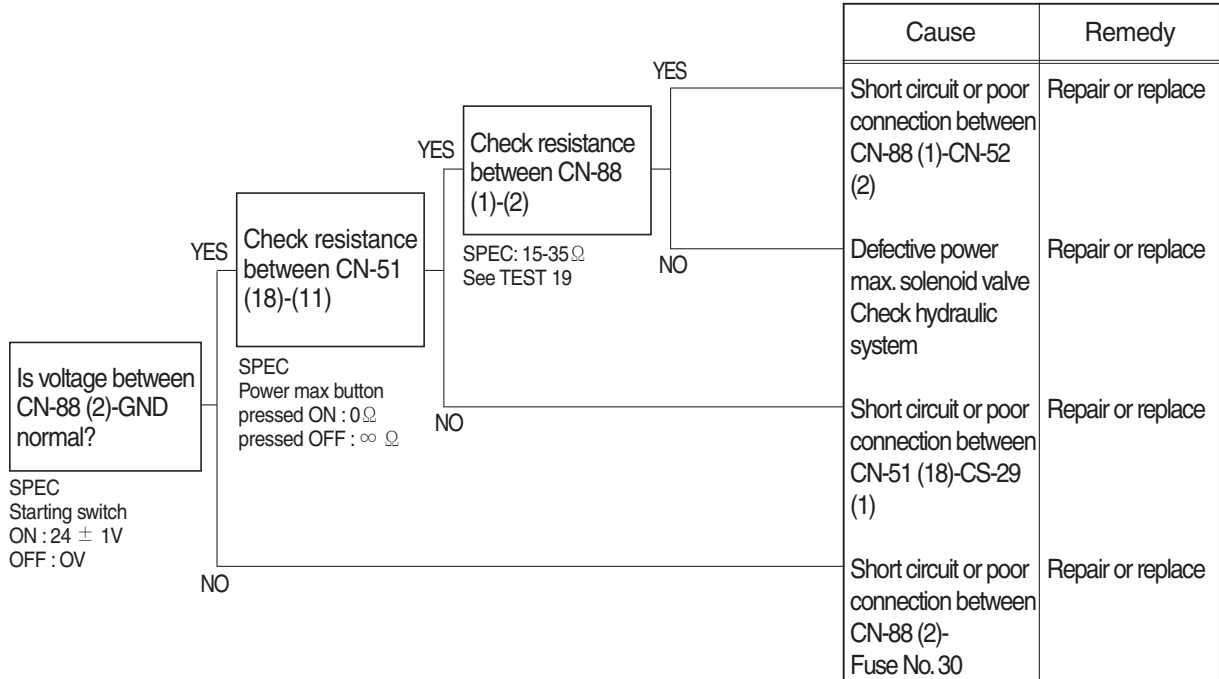 Is voltage between
CN-88 (2)-GND
normal?
SPEC
Starting switch
ON : 24 ± 1V
OFF : OV
YES
NO
Check resistance
between CN-51
(18)-(11)
SPEC
Power max button
pressed ON : 0Ω
pressed OFF : ∞ Ω
YES
NO
Check resistance
between CN-88
(1)-(2)
SPEC: 15-35Ω
See TEST 19
YES
NO
Cause
Remedy
Short circuit or poor
connection between
CN-88 (1)-CN-52
(2)
Repair or replace
Defective power
max. solenoid valve
Check hydraulic
system
Repair or replace
Short circuit or poor
connection between
CN-51 (18)-CS-29
(1)
Repair or replace
Short circuit or poor
connection between
CN-88 (2)-
Fuse No. 30
Repair or replace